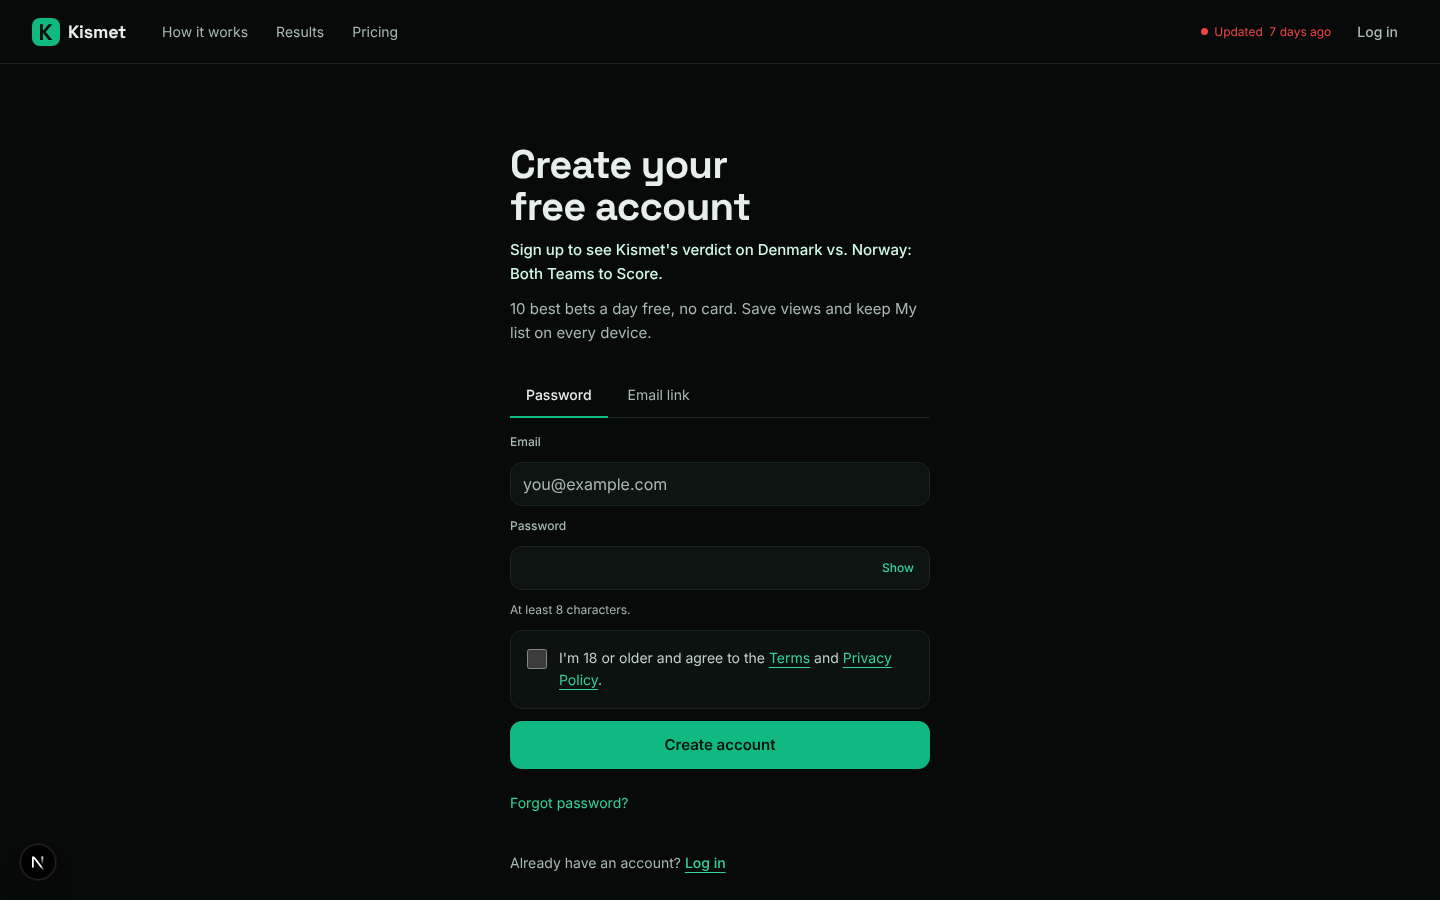 K Kismet How it works Results Pricing Updated 7 days ago Log in
Create your
free account
Sign up to see Kismet's verdict on Denmark vs. Norway:
Both Teams to Score.
10 best bets a day free, no card. Save views and keep My
list on every device.
Password Email link
Email
you@example.com
Password
Show
At least 8 characters.
I'm 18 or older and agree to the Terms and Privacy
Policy.
Create account
Forgot password?
Already have an account? Log in
N